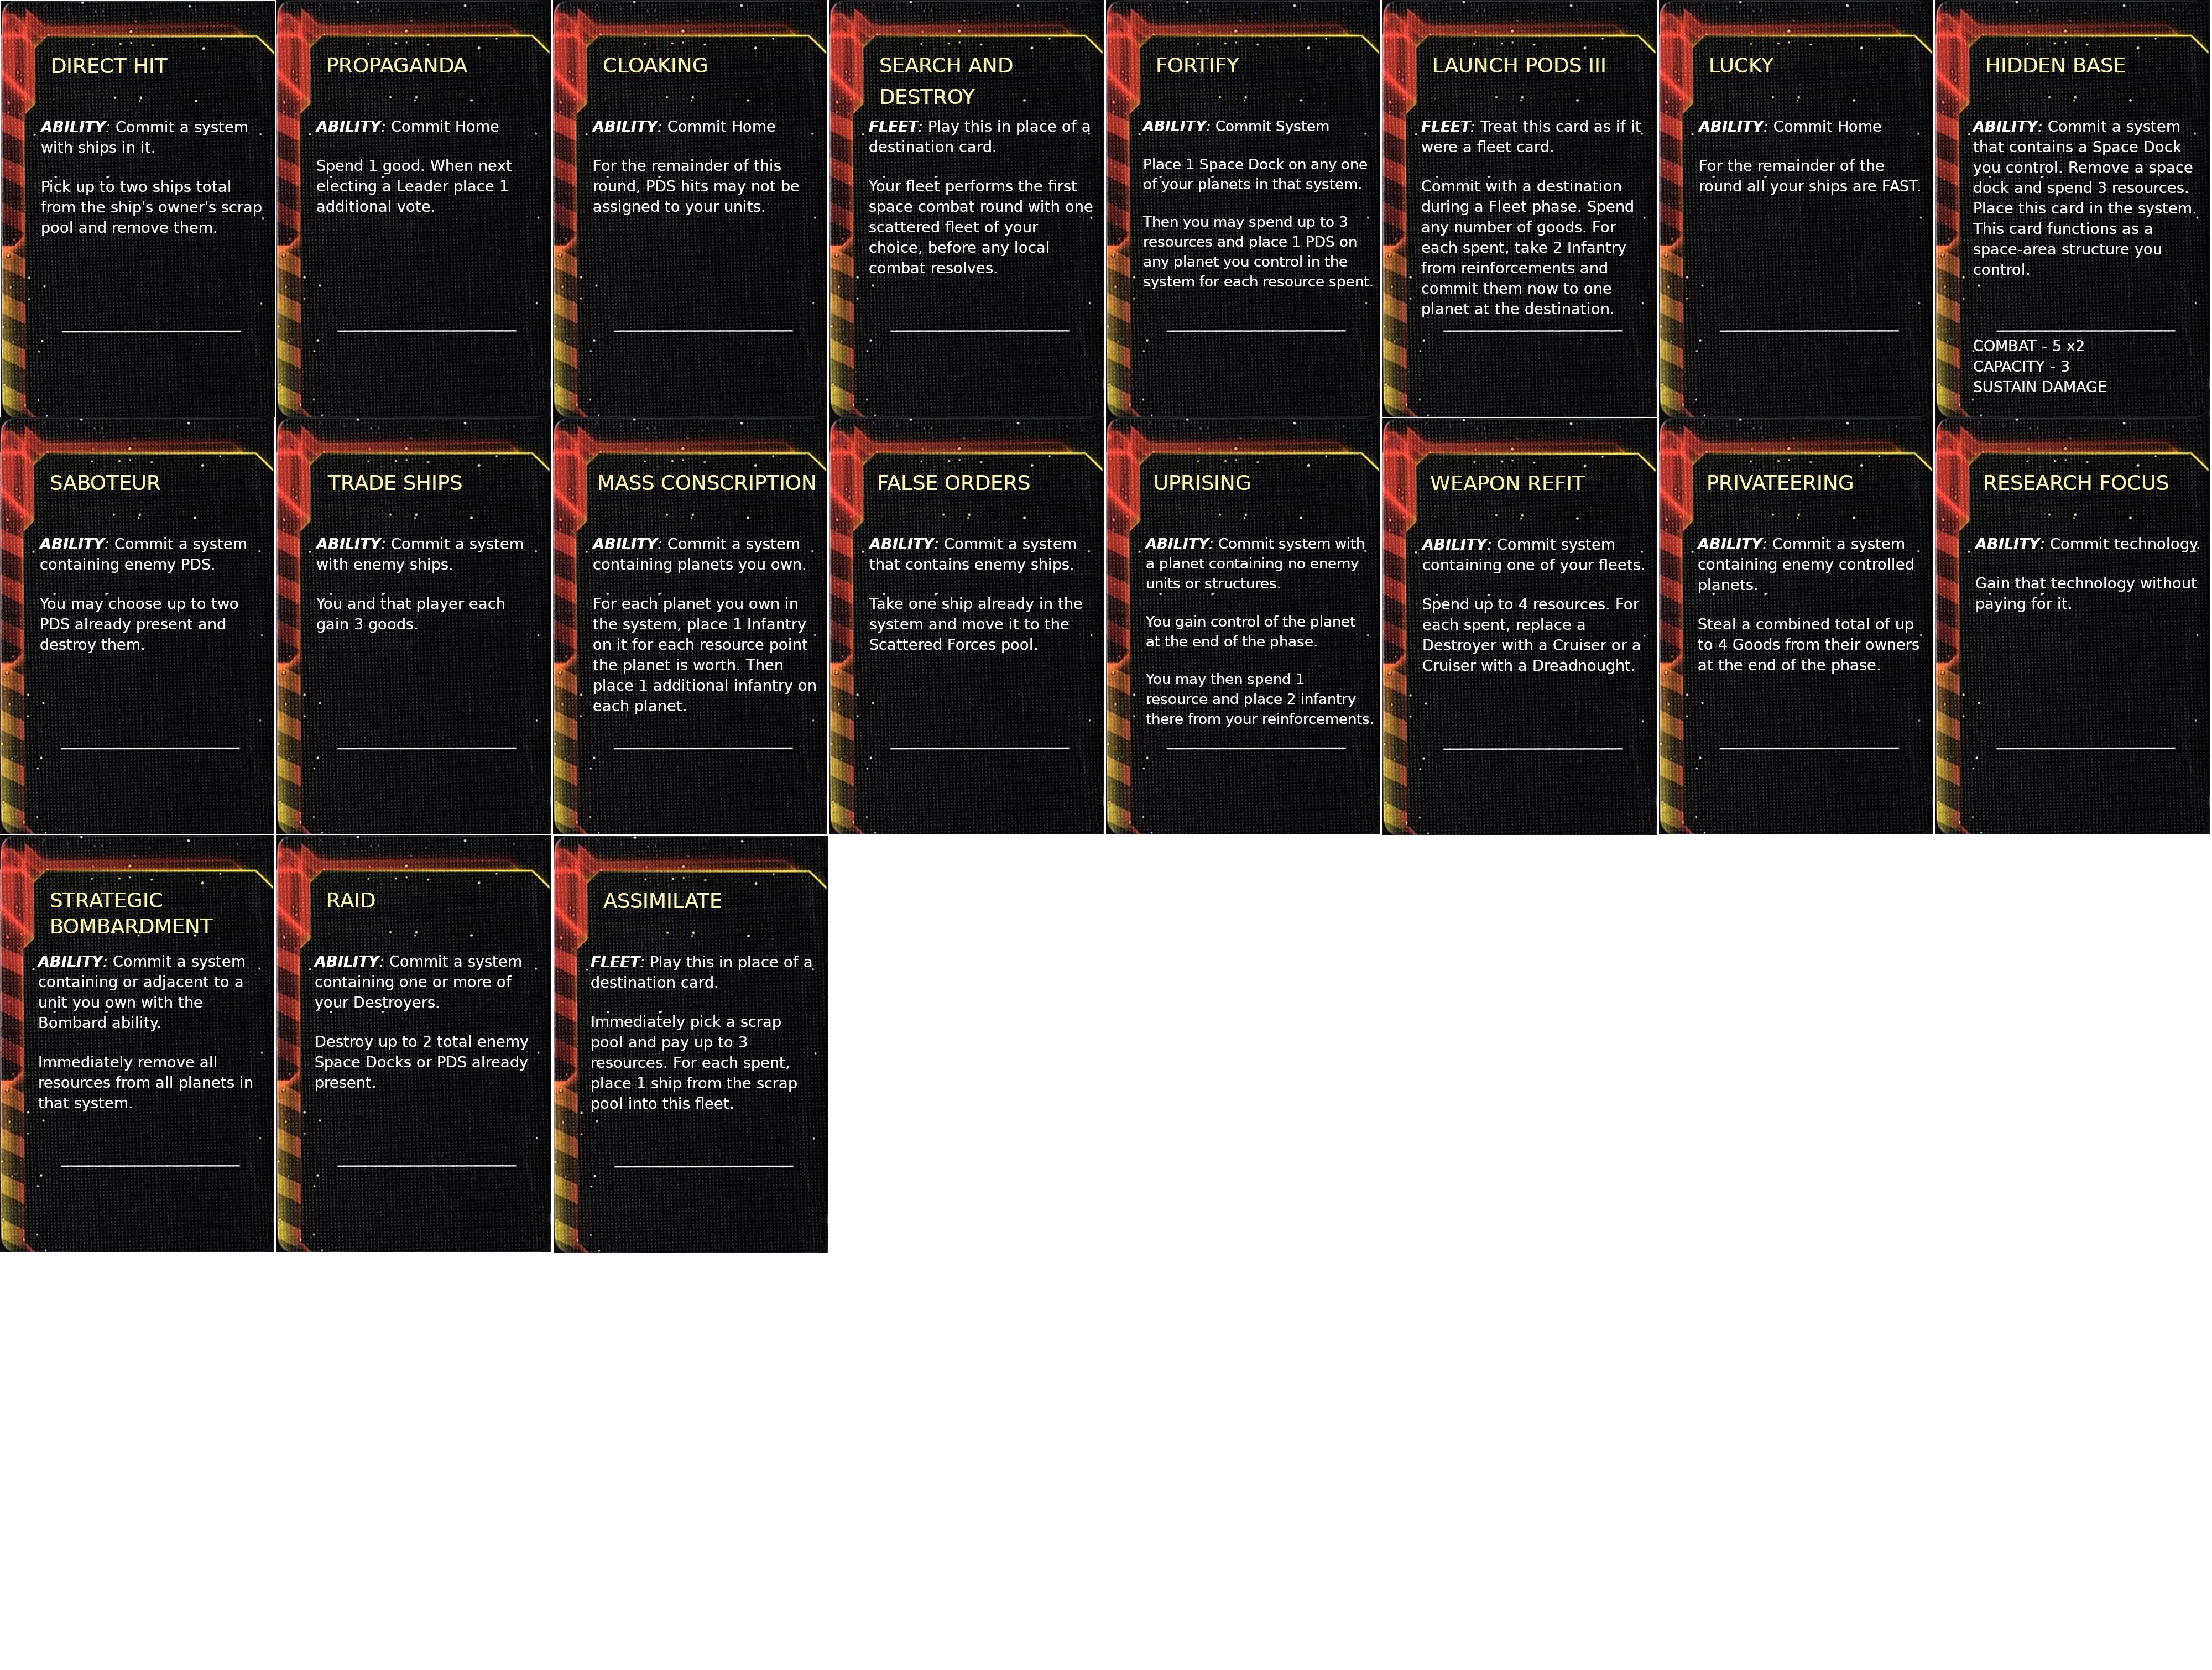 DIRECT HIT
ABILITY: Commit a system
with ships in it.
Pick up to two ships total
from the ship's owner's scrap
pool and remove them.
PROPAGANDA
ABILITY: Commit Home
Spend 1 good. When next
electing a Leader place 1
additional vote.
CLOAKING
ABILITY: Commit Home
For the remainder of this
round, PDS hits may not be
assigned to your units.
SEARCH AND
DESTROY
FLEET: Play this in place of a
destination card.
Your fleet performs the first
space combat round with one
scattered fleet of your
choice, before any local
combat resolves.
FORTIFY
ABILITY: Commit System
Place 1 Space Dock on any one
of your planets in that system.
Then you may spend up to 3
resources and place 1 PDS on
any planet you control in the
system for each resource spent.
LAUNCH PODS III
FLEET: Treat this card as if it
were a fleet card.
Commit with a destination
during a Fleet phase. Spend
any number of goods. For
each spent, take 2 Infantry
from reinforcements and
commit them now to one
planet at the destination.
LUCKY
ABILITY: Commit Home
For the remainder of the
round all your ships are FAST.
HIDDEN BASE
ABILITY: Commit a system
that contains a Space Dock
you control. Remove a space
dock and spend 3 resources.
Place this card in the system.
This card functions as a
space-area structure you
control.
COMBAT - 5 x2
CAPACITY - 3
SUSTAIN DAMAGE
SABOTEUR
ABILITY: Commit a system
containing enemy PDS.
You may choose up to two
PDS already present and
destroy them.
TRADE SHIPS
ABILITY: Commit a system
with enemy ships.
You and that player each
gain 3 goods.
MASS CONSCRIPTION
ABILITY: Commit a system
containing planets you own.
For each planet you own in
the system, place 1 Infantry
on it for each resource point
the planet is worth. Then
place 1 additional infantry on
each planet.
FALSE ORDERS
ABILITY: Commit a system
that contains enemy ships.
Take one ship already in the
system and move it to the
Scattered Forces pool.
UPRISING
ABILITY: Commit system with
a planet containing no enemy
units or structures.
You gain control of the planet
at the end of the phase.
You may then spend 1
resource and place 2 infantry
there from your reinforcements.
WEAPON REFIT
ABILITY: Commit system
containing one of your fleets.
Spend up to 4 resources. For
each spent, replace a
Destroyer with a Cruiser or a
Cruiser with a Dreadnought.
PRIVATEERING
ABILITY: Commit a system
containing enemy controlled
planets.
Steal a combined total of up
to 4 Goods from their owners
at the end of the phase.
RESEARCH FOCUS
ABILITY: Commit technology.
Gain that technology without
paying for it.
STRATEGIC
BOMBARDMENT
ABILITY: Commit a system
containing or adjacent to a
unit you own with the
Bombard ability.
Immediately remove all
resources from all planets in
that system.
RAID
ABILITY: Commit a system
containing one or more of
your Destroyers.
Destroy up to 2 total enemy
Space Docks or PDS already
present.
ASSIMILATE
FLEET: Play this in place of a
destination card.
Immediately pick a scrap
pool and pay up to 3
resources. For each spent,
place 1 ship from the scrap
pool into this fleet.